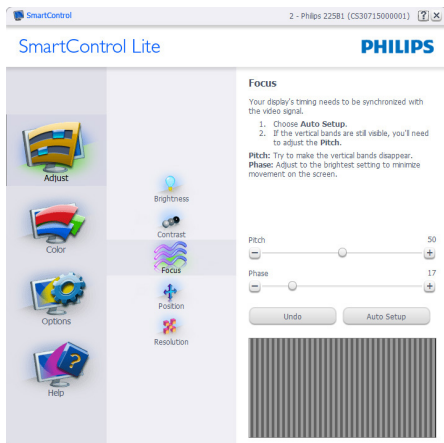 SmartControl
2 - Philips 225B1 (CS30715000001)
SmartControl Lite
PHILIPS
Adjust
Color
Options
Help
Brightness
Contrast
Focus
Position
Resolution
Focus
Your display's timing needs to be synchronized with
the video signal.
1. Choose Auto Setup.
2. If the vertical bands are still visible, you'll need
to adjust the Pitch.
Pitch: Try to make the vertical bands disappear.
Phase: Adjust to the brightest setting to minimize
movement on the screen.
Pitch 50
Phase 17
Undo
Auto Setup